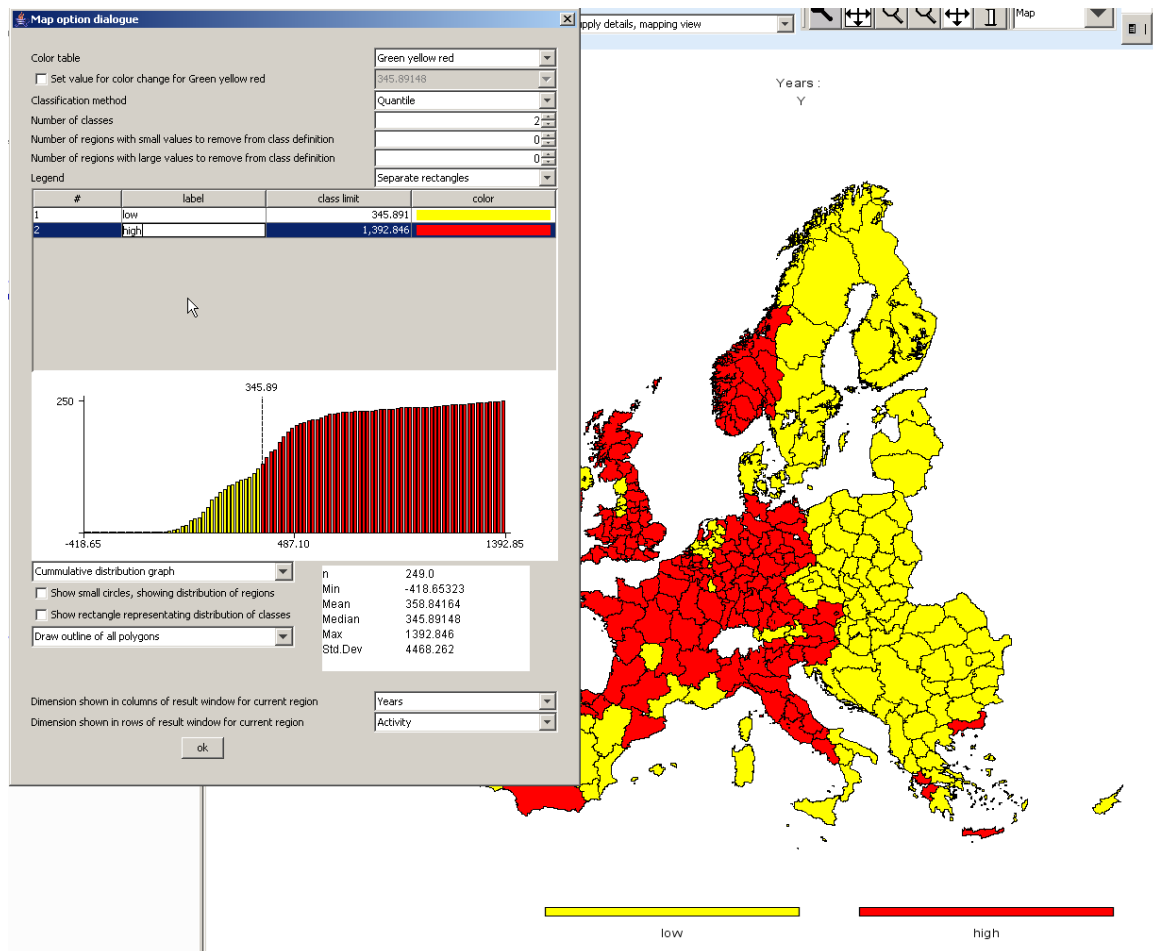 Map option dialogue
upply details, mapping view
Map
Color table
Green yellow red
Set value for color change for Green yellow red
345.89148
Classification method
Quantile
Number of classes
2
Number of regions with small values to remove from class definition
0
Number of regions with large values to remove from class definition
0
Legend
Separate rectangles
# label class limit color
1 low 345.891
2 high 1,392.846
345.89
250
-418.65 487.10 1392.85
Cummulative distribution graph
Show small circles, showing distribution of regions
Show rectangle representating distribution of classes
Draw outline of all polygons
n 249.0
Min -418.65323
Mean 358.84164
Median 345.89148
Max 1392.846
Std.Dev 4468.262
Dimension shown in columns of result window for current region
Years
Dimension shown in rows of result window for current region
Activity
ok
Years :
Y
low high